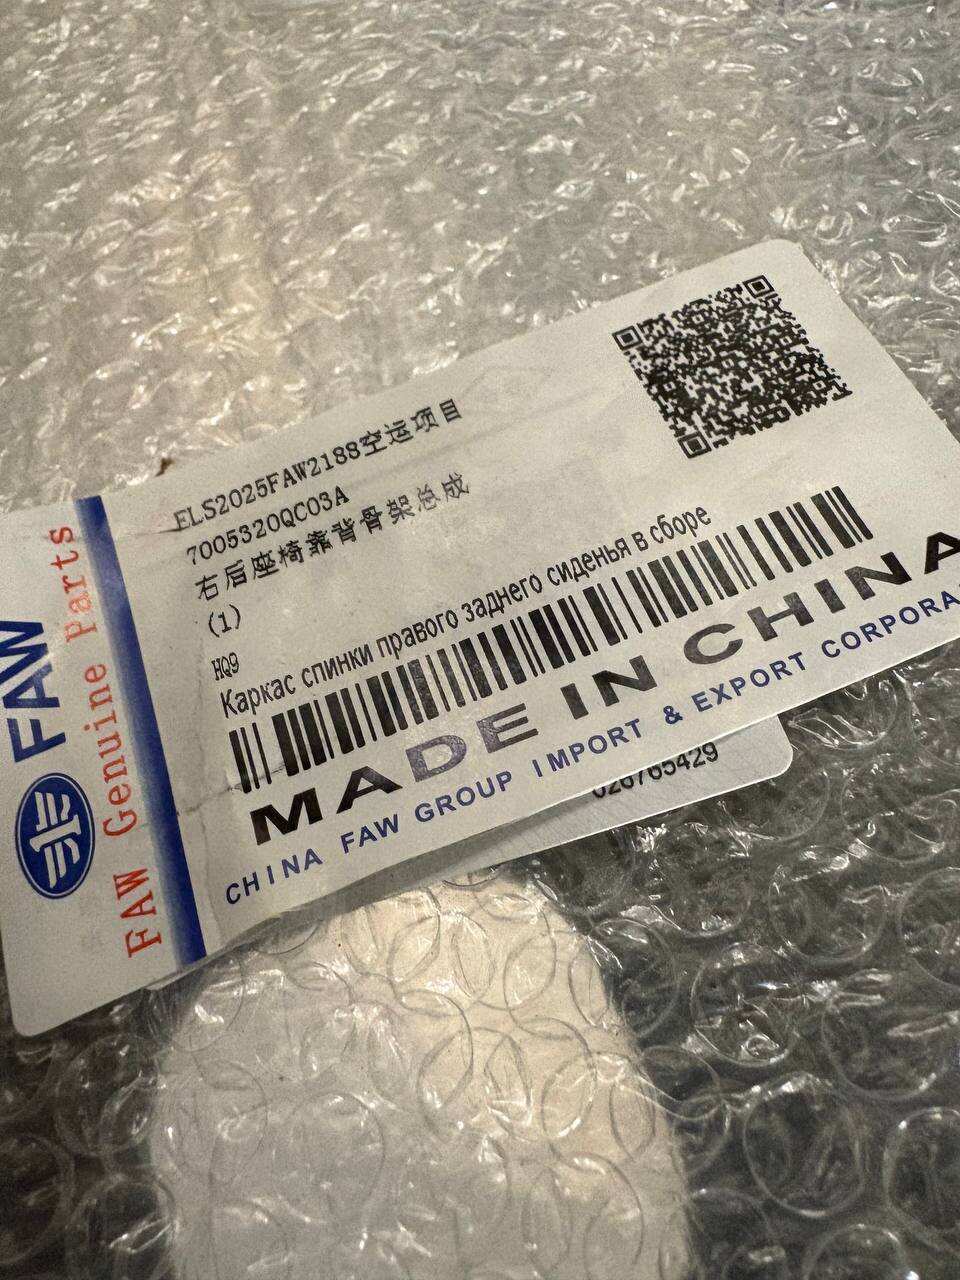 FAW
FAW Genuine Parts
ELS2025FAW2188空运项目
7005320QC03A
右后座椅靠背骨架总成
(1)
HQ9
Каркас спинки правого заднего сиденья в сборе
MADE IN CHINA
CHINA FAW GROUP IMPORT & EXPORT